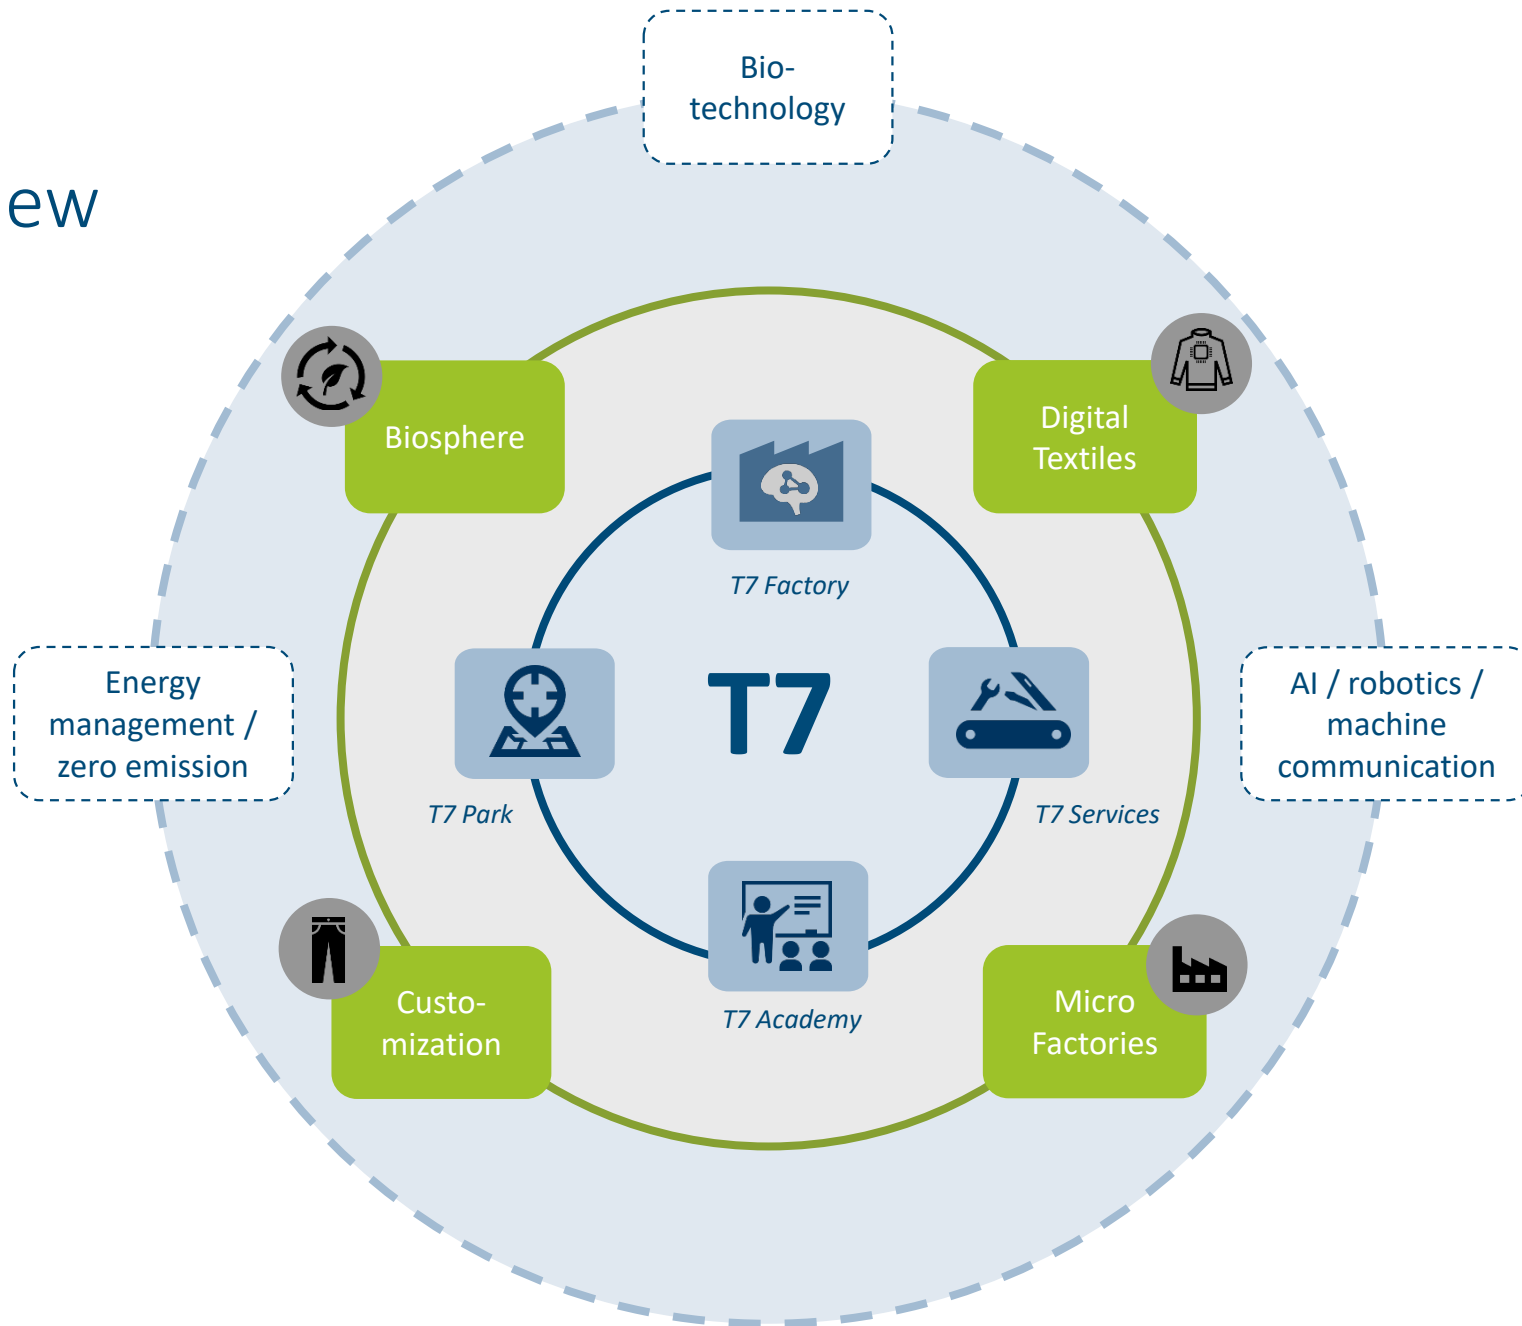 Bio-
technology
ew
Biosphere
Digital
Textiles
T7 Factory
Energy
management /
zero emission
T7
AI / robotics /
machine
communication
T7 Park
T7 Services
Custo-
mization
T7 Academy
Micro
Factories